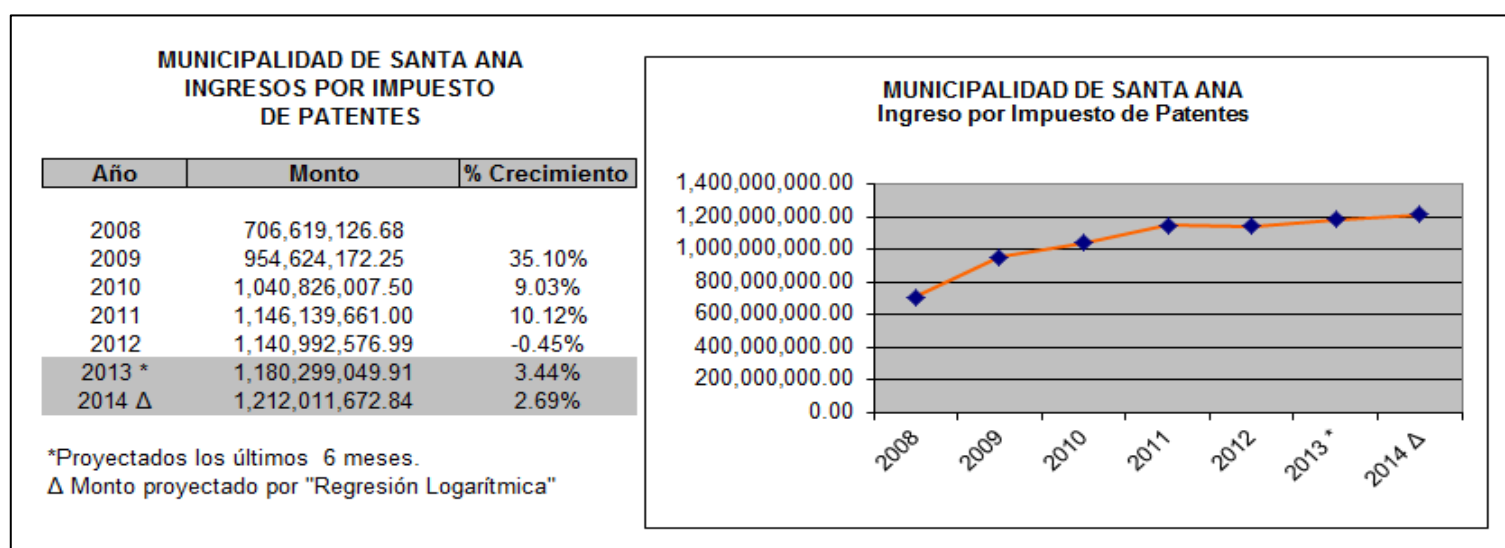 MUNICIPALIDAD DE SANTA ANA
INGRESOS POR IMPUESTO
DE PATENTES
Año Monto % Crecimiento
2008 706,619,126.68
2009 954,624,172.25 35.10%
2010 1,040,826,007.50 9.03%
2011 1,146,139,661.00 10.12%
2012 1,140,992,576.99 -0.45%
2013 * 1,180,299,049.91 3.44%
2014 Δ 1,212,011,672.84 2.69%
*Proyectados los últimos 6 meses.
Δ Monto proyectado por "Regresión Logarítmica"
MUNICIPALIDAD DE SANTA ANA
Ingreso por Impuesto de Patentes
1,400,000,000.00
1,200,000,000.00
1,000,000,000.00
800,000,000.00
600,000,000.00
400,000,000.00
200,000,000.00
0.00
2008
2009
2010
2011
2012
2013 *
2014 Δ